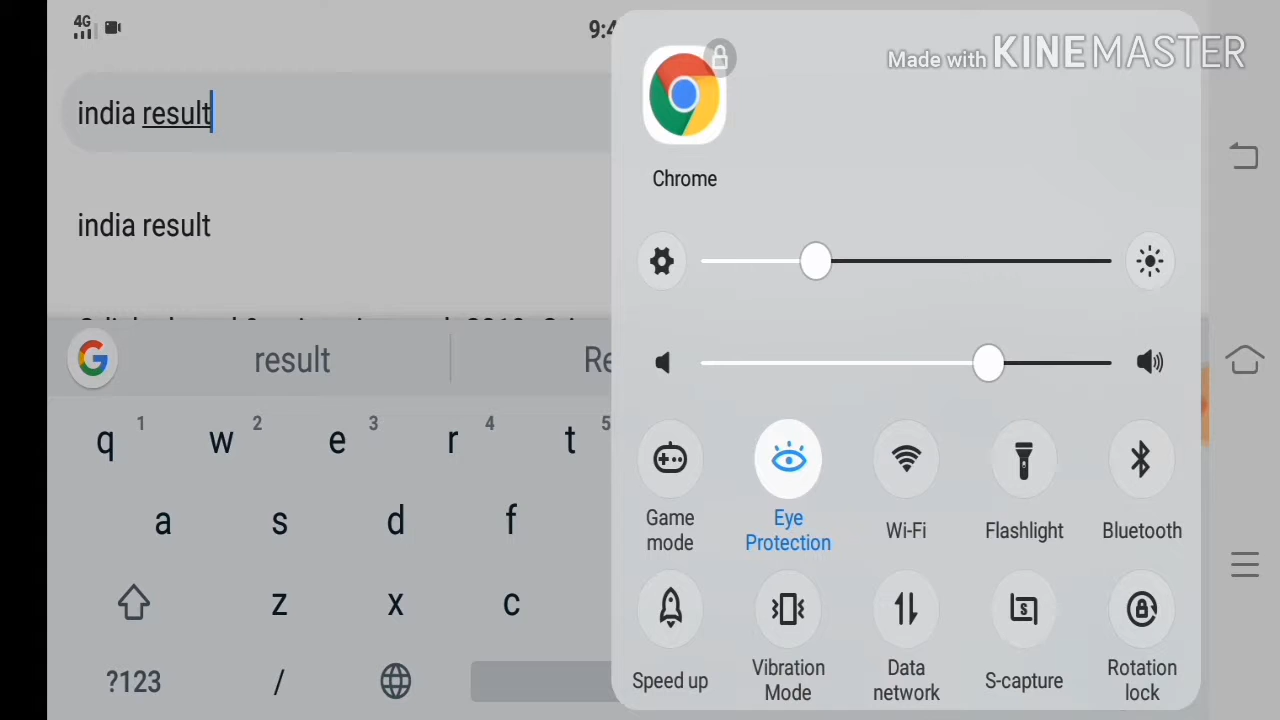 4G
9:4
Made with KINEMASTER
india result
Chrome
india result
result
q 1 w 2 e 3 r 4 t 5
Game mode
Eye Protection
Wi-Fi
Flashlight
Bluetooth
a s d f
z x c
S
?123 /
Speed up
Vibration Mode
Data network
S-capture
Rotation lock